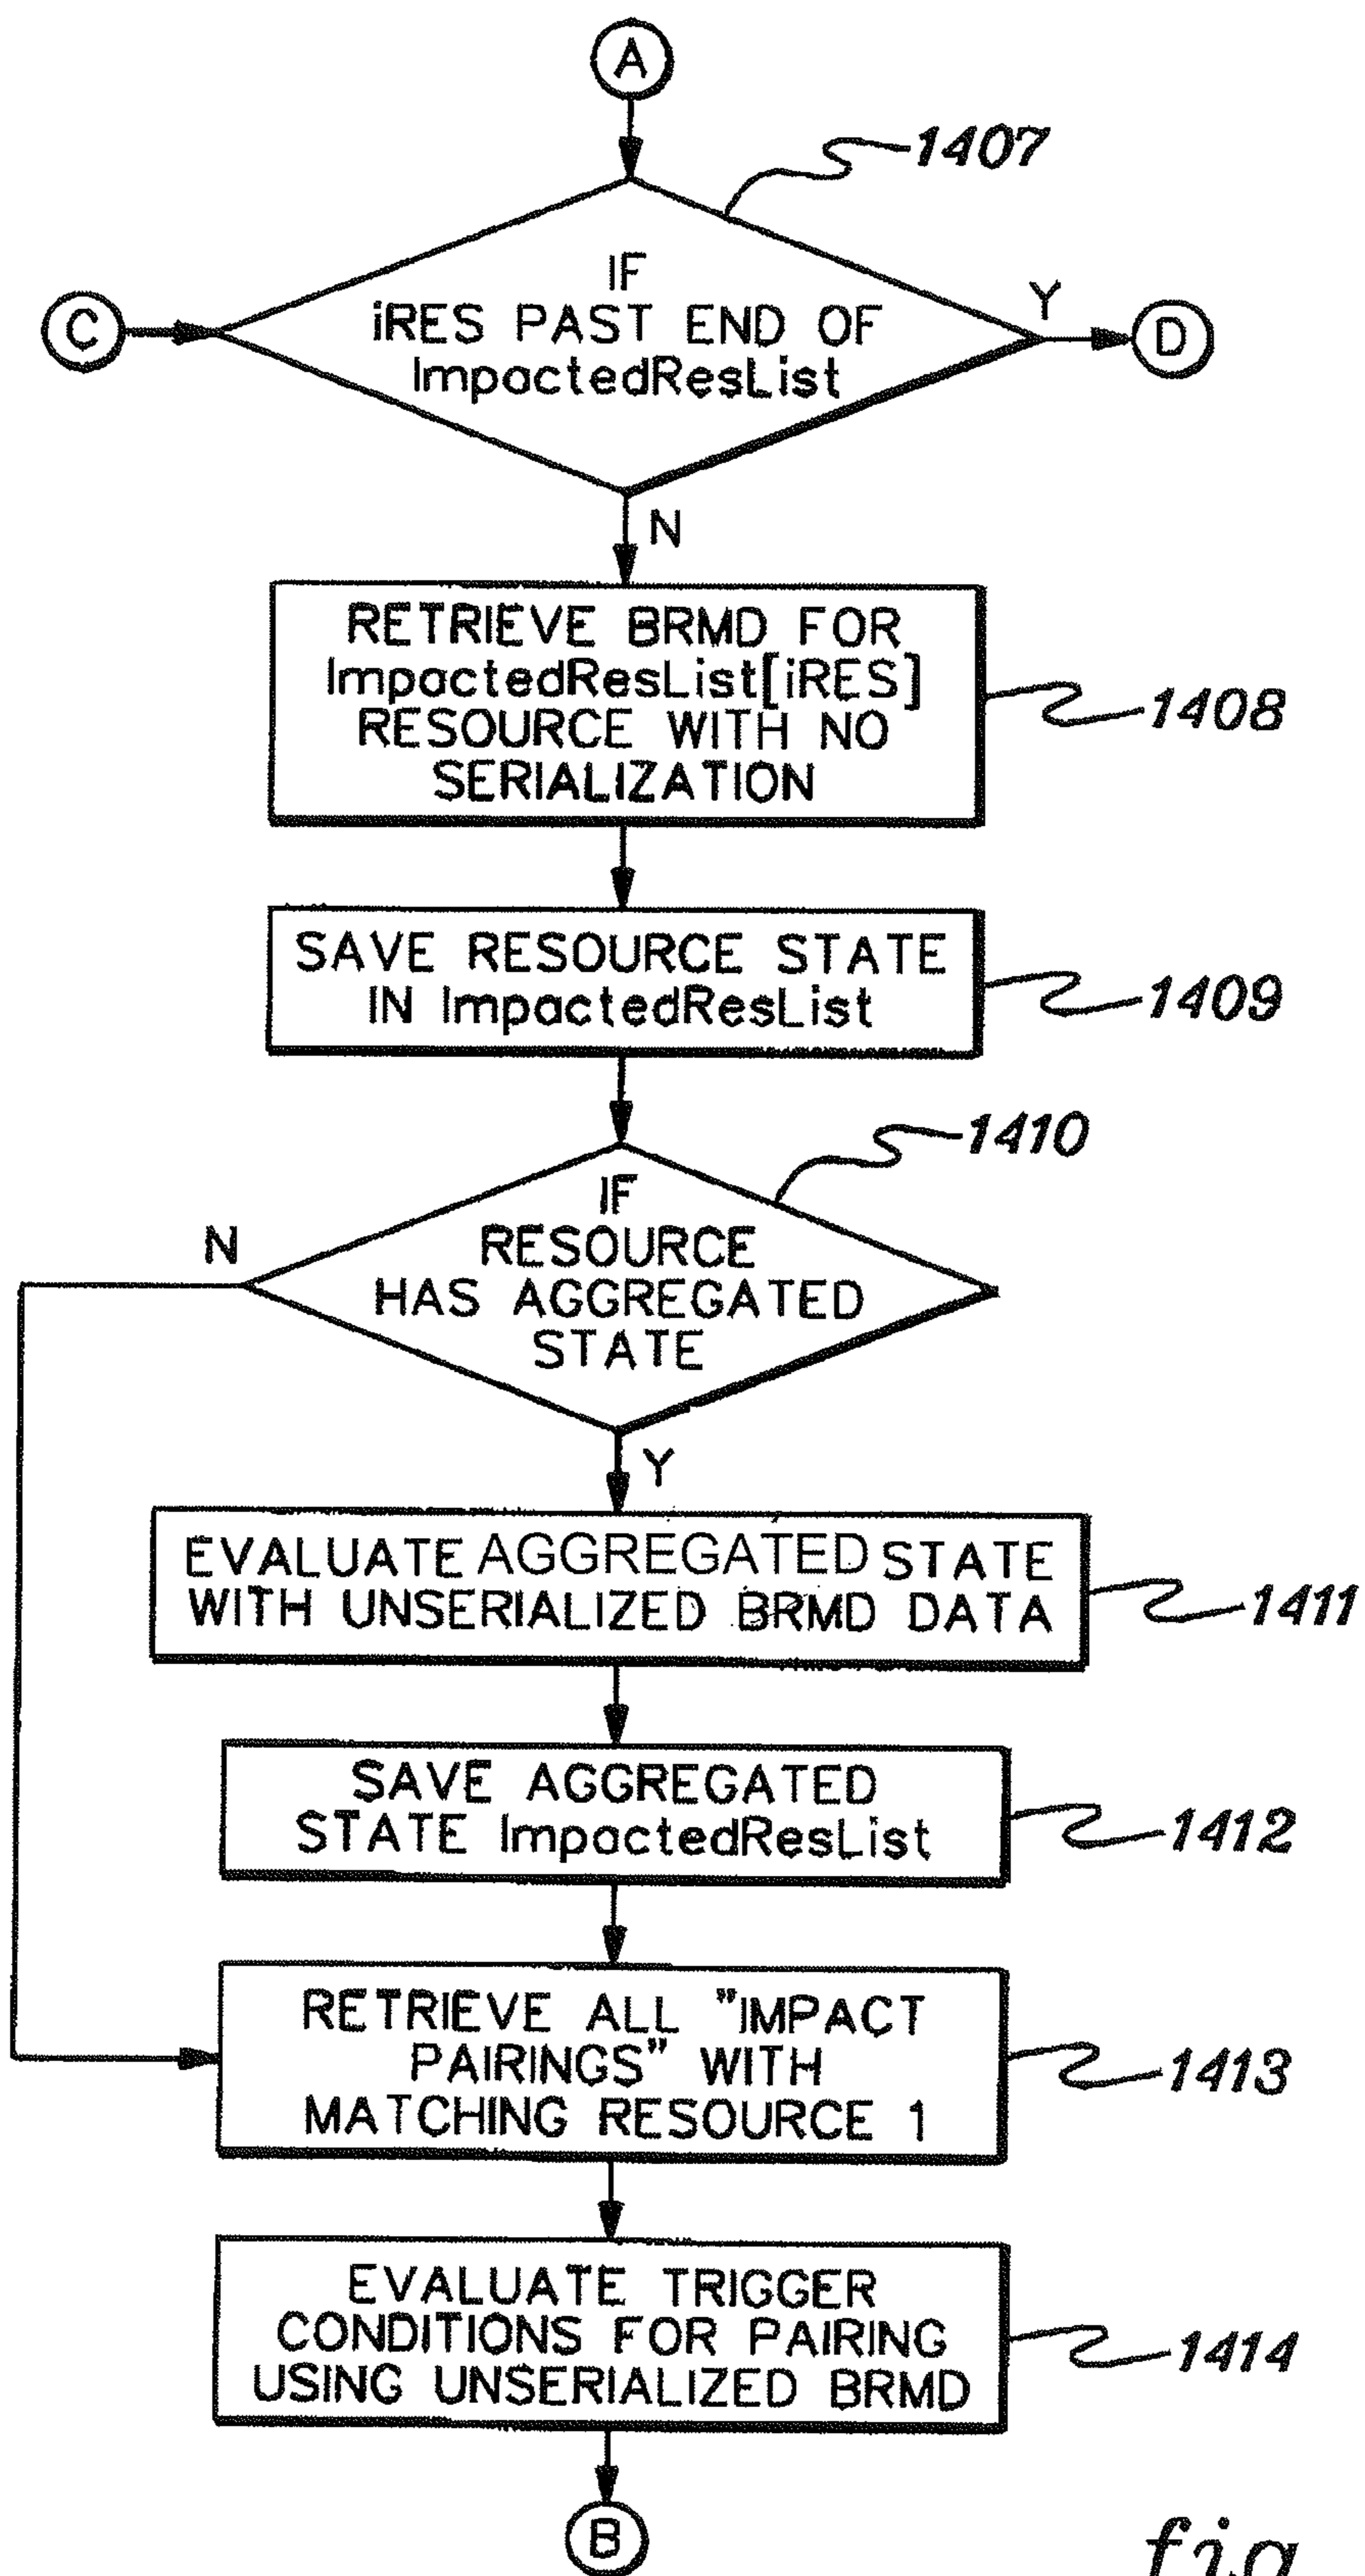 A
1407
IF
iRES PAST END OF
ImpactedResList
C
Y
D
N
RETRIEVE BRMD FOR
ImpactedResList[iRES]
RESOURCE WITH NO
SERIALIZATION
1408
SAVE RESOURCE STATE
IN ImpactedResList
1409
1410
IF
RESOURCE
HAS AGGREGATED
STATE
N
Y
EVALUATE AGGREGATED STATE
WITH UNSERIALIZED BRMD DATA
1411
SAVE AGGREGATED
STATE ImpactedResList
1412
RETRIEVE ALL "IMPACT
PAIRINGS" WITH
MATCHING RESOURCE 1
1413
EVALUATE TRIGGER
CONDITIONS FOR PAIRING
USING UNSERIALIZED BRMD
1414
B
fig